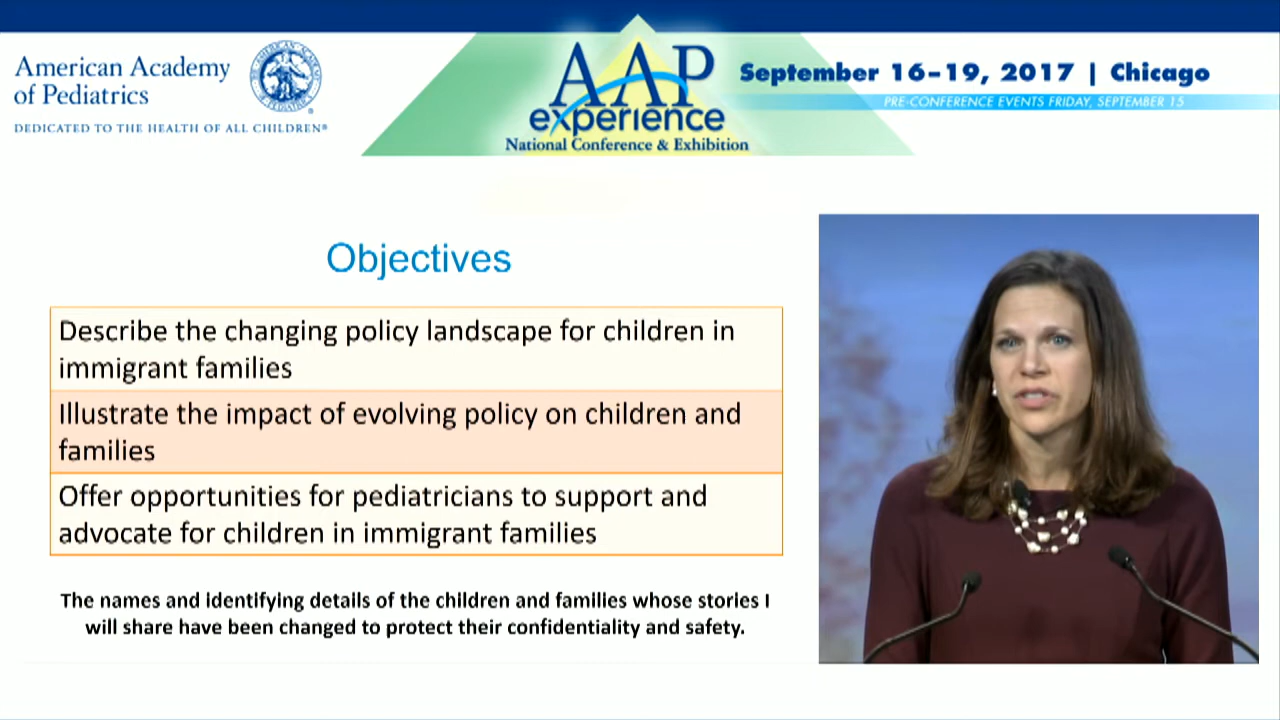 American Academy
of Pediatrics
DEDICATED TO THE HEALTH OF ALL CHILDREN®
AAP
experience
National Conference & Exhibition
September 16–19, 2017 | Chicago
PRE-CONFERENCE EVENTS FRIDAY, SEPTEMBER 15
Objectives
Describe the changing policy landscape for children in
immigrant families
Illustrate the impact of evolving policy on children and
families
Offer opportunities for pediatricians to support and
advocate for children in immigrant families
The names and identifying details of the children and families whose stories I
will share have been changed to protect their confidentiality and safety.